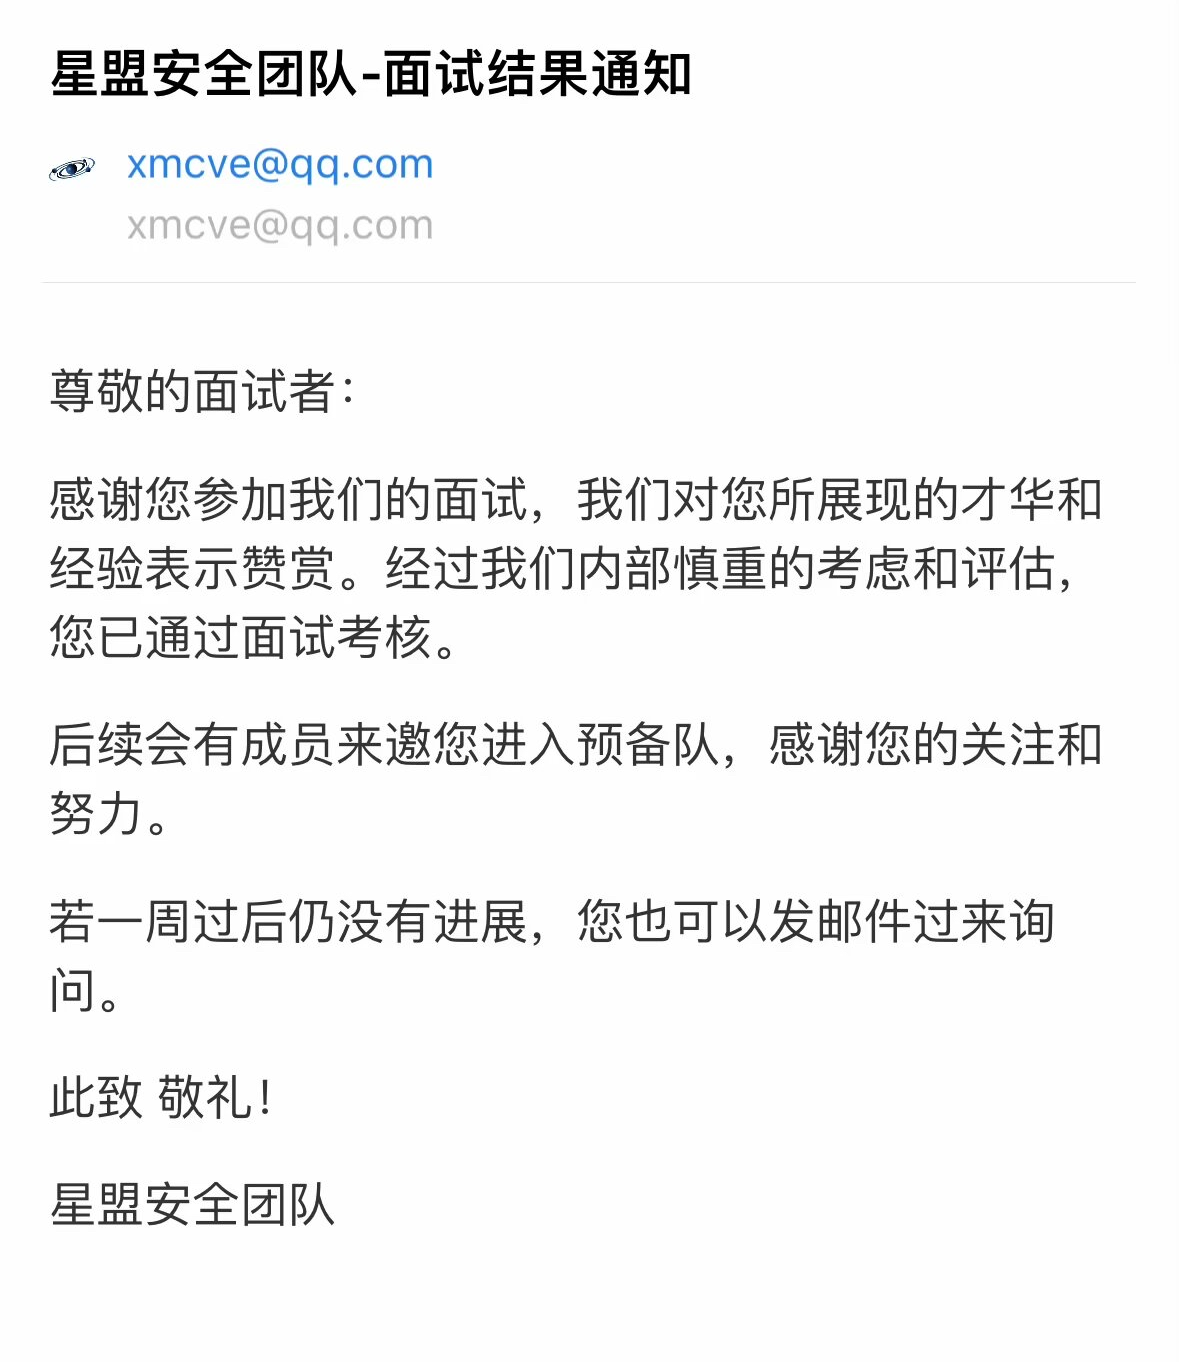 星盟安全团队-面试结果通知
xmcve@qq.com
xmcve@qq.com
尊敬的面试者：
感谢您参加我们的面试，我们对您所展现的才华和
经验表示赞赏。经过我们内部慎重的考虑和评估，
您已通过面试考核。
后续会有成员来邀您进入预备队，感谢您的关注和
努力。
若一周过后仍没有进展，您也可以发邮件过来询
问。
此致 敬礼！
星盟安全团队